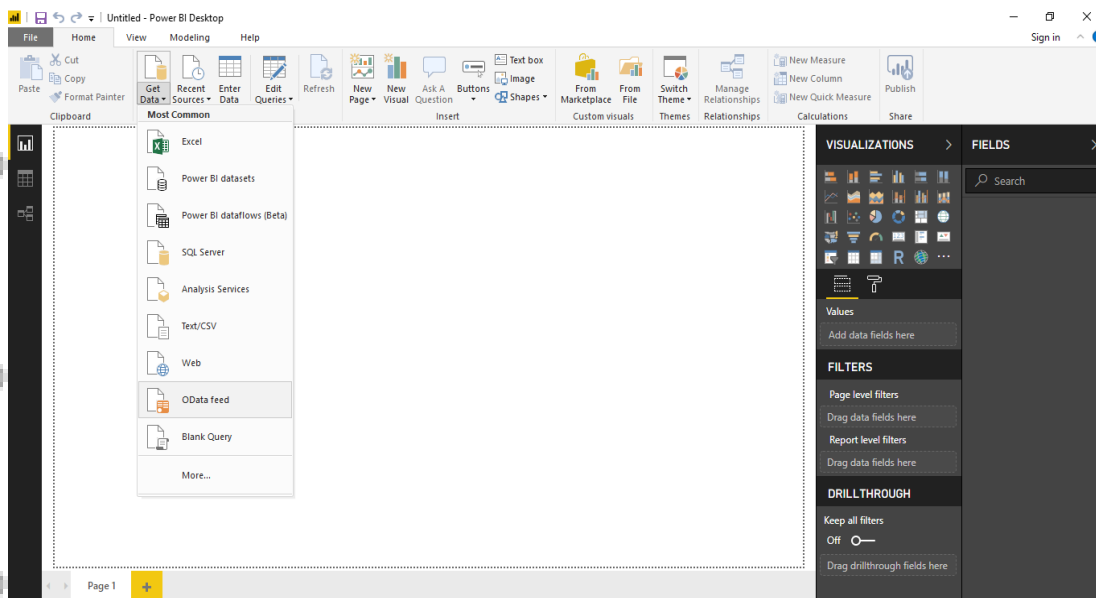 Untitled - Power BI Desktop
File Home View Modeling Help Sign in
Paste
Cut
Copy
Format Painter
Clipboard
Get Data
Recent Sources
Enter Data
Edit Queries
Refresh
New Page
New Visual
Ask A Question
Buttons
Text box
Image
Shapes
Insert
From Marketplace
From File
Custom visuals
Switch Theme
Themes
Manage Relationships
Relationships
New Measure
New Column
New Quick Measure
Calculations
Publish
Share
Most Common
Excel
Power BI datasets
Power BI dataflows (Beta)
SQL Server
Analysis Services
Text/CSV
Web
OData feed
Blank Query
More...
VISUALIZATIONS
R
Values
Add data fields here
FILTERS
Page level filters
Drag data fields here
Report level filters
Drag data fields here
DRILLTHROUGH
Keep all filters
Off
Drag drillthrough fields here
FIELDS
Search
Page 1